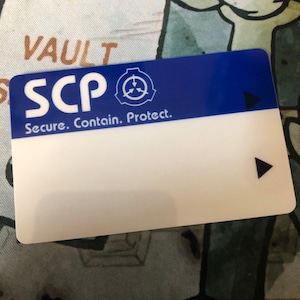 VAULT
SCP
Secure. Contain. Protect.